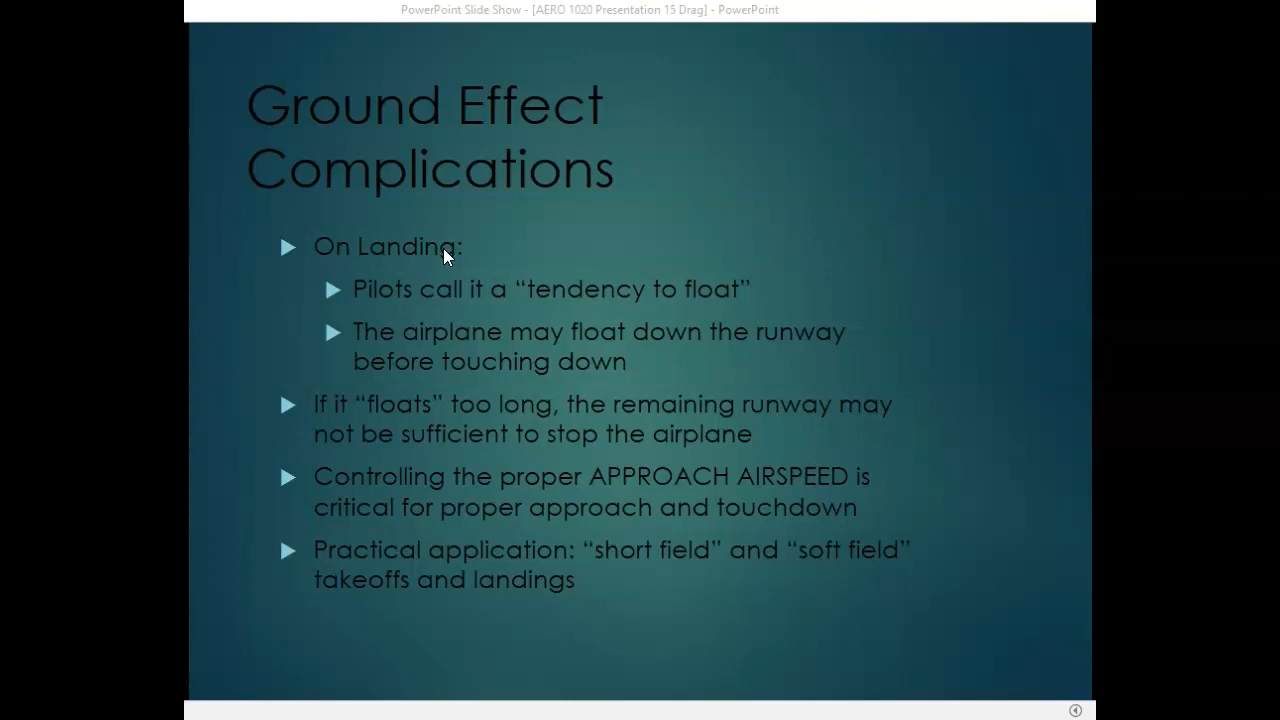 PowerPoint Slide Show - [AERO 1020 Presentation 15 Drag] - PowerPoint
Ground Effect
Complications
On Landing:
Pilots call it a “tendency to float”
The airplane may float down the runway
before touching down
If it “floats” too long, the remaining runway may
not be sufficient to stop the airplane
Controlling the proper APPROACH AIRSPEED is
critical for proper approach and touchdown
Practical application: “short field” and “soft field”
takeoffs and landings